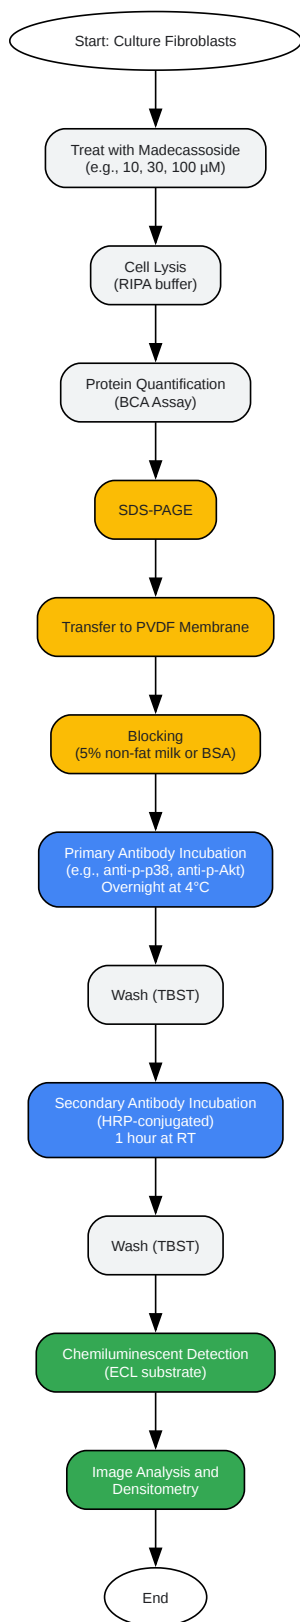 Start: Culture Fibroblasts
Treat with Madecassoside
(e.g., 10, 30, 100 µM)
Cell Lysis
(RIPA buffer)
Protein Quantification
(BCA Assay)
SDS-PAGE
Transfer to PVDF Membrane
Blocking
(5% non-fat milk or BSA)
Primary Antibody Incubation
(e.g., anti-p-p38, anti-p-Akt)
Overnight at 4°C
Wash (TBST)
Secondary Antibody Incubation
(HRP-conjugated)
1 hour at RT
Wash (TBST)
Chemiluminescent Detection
(ECL substrate)
Image Analysis and
Densitometry
End